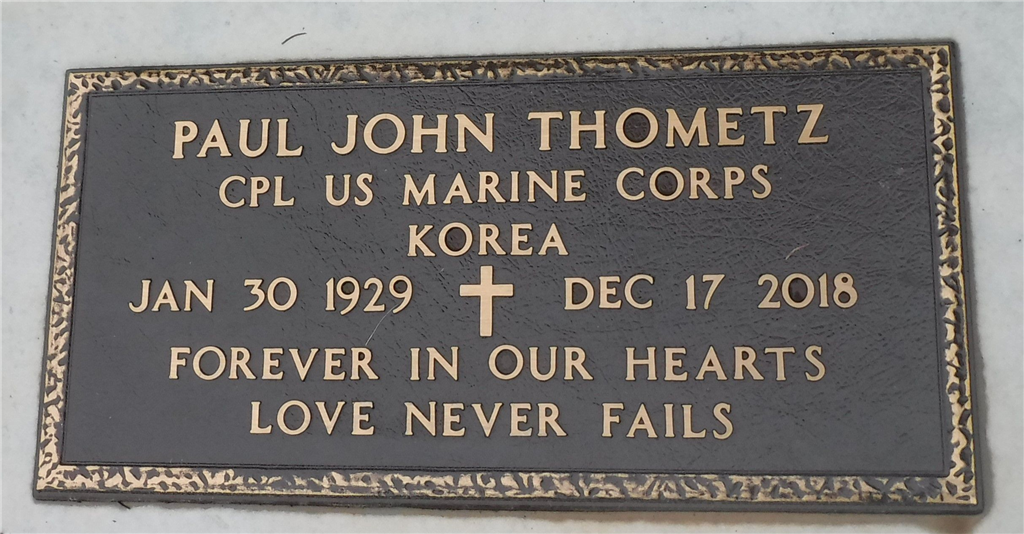 PAUL JOHN THOMETZ
CPL US MARINE CORPS
KOREA
JAN 30 1929 DEC 17 2018
FOREVER IN OUR HEARTS
LOVE NEVER FAILS